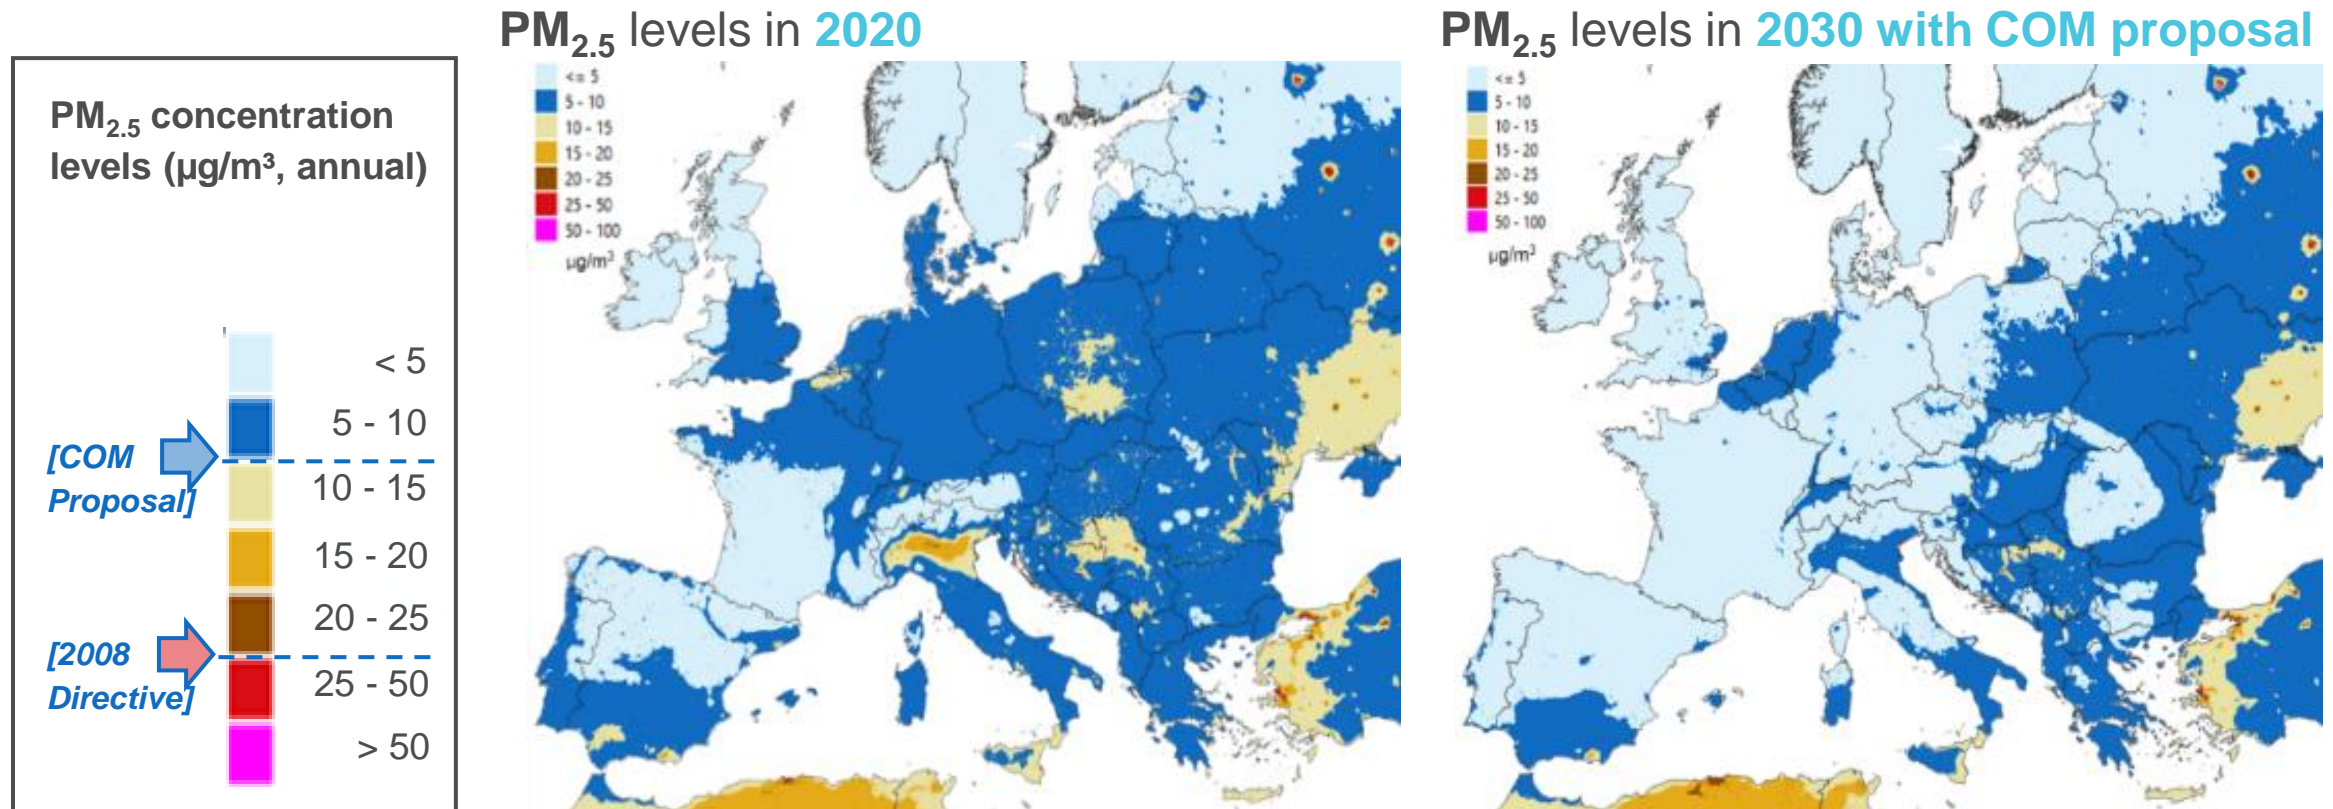 PM2.5 levels in 2020
PM2.5 levels in 2030 with COM proposal
PM2.5 concentration
levels (µg/m³, annual)
< 5
5 - 10
10 - 15
15 - 20
20 - 25
25 - 50
> 50
[COM
Proposal]
[2008
Directive]
<= 5
5 - 10
10 - 15
15 - 20
20 - 25
25 - 50
50 - 100
µg/m³
<= 5
5 - 10
10 - 15
15 - 20
20 - 25
25 - 50
50 - 100
µg/m³